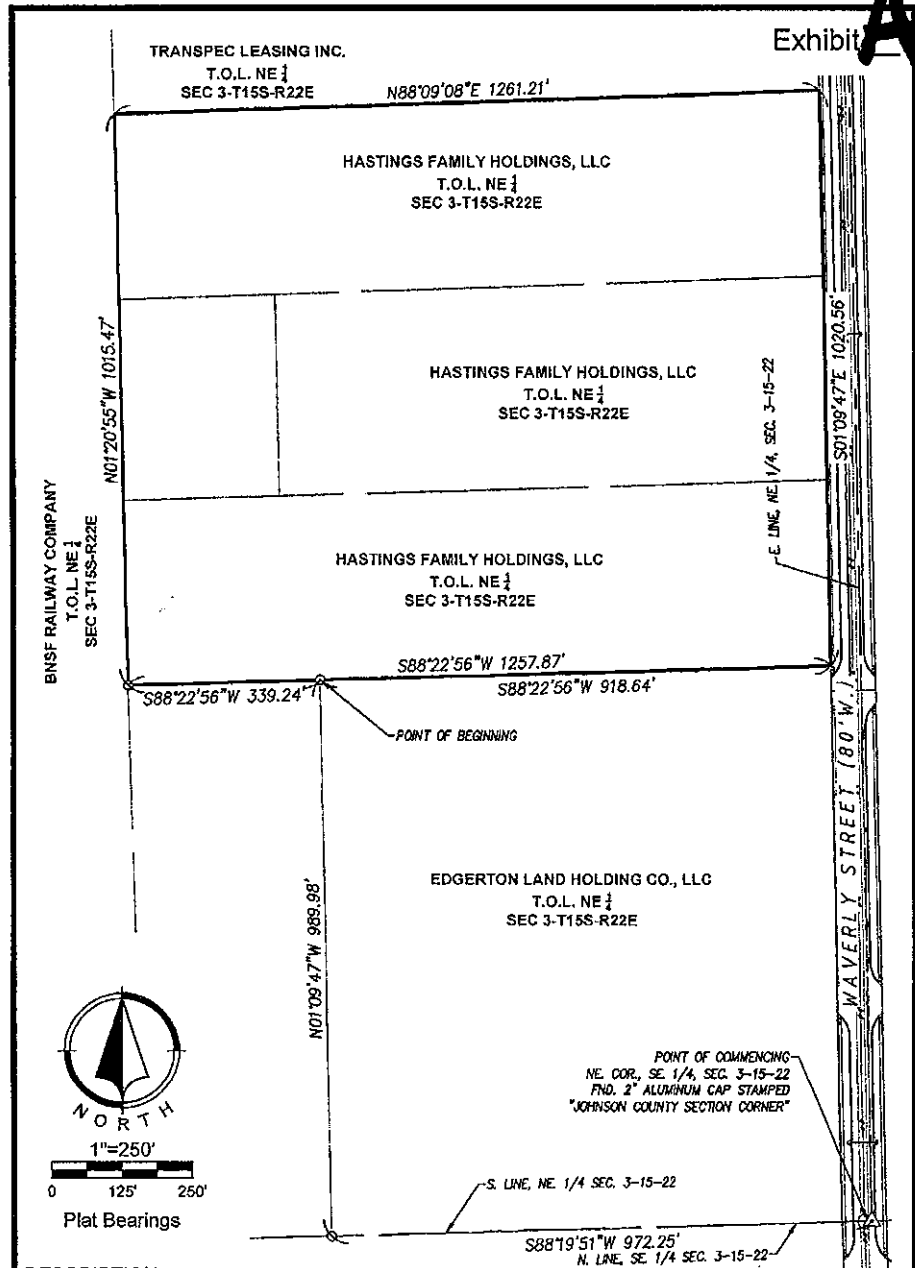 Exhibit A
TRANSPEC LEASING INC.
T.O.L. NE 1/4
SEC 3-T15S-R22E
N88°09'08"E 1261.21'
HASTINGS FAMILY HOLDINGS, LLC
T.O.L. NE 1/4
SEC 3-T15S-R22E
N01°20'55"W 1015.47'
HASTINGS FAMILY HOLDINGS, LLC
T.O.L. NE 1/4
SEC 3-T15S-R22E
S01°09'47"E 1020.56'
E. LINE, NE. 1/4, SEC. 3-15-22
BNSF RAILWAY COMPANY
T.O.L. NE 1/4
SEC 3-T15S-R22E
HASTINGS FAMILY HOLDINGS, LLC
T.O.L. NE 1/4
SEC 3-T15S-R22E
S88°22'56"W 1257.87'
S88°22'56"W 339.24'
S88°22'56"W 918.64'
POINT OF BEGINNING
WAVERLY STREET (80'W.)
EDGERTON LAND HOLDING CO., LLC
T.O.L. NE 1/4
SEC 3-T15S-R22E
N01°09'47"W 989.98'
POINT OF COMMENCING
NE. COR., SE. 1/4, SEC. 3-15-22
FND. 2" ALUMINUM CAP STAMPED
"JOHNSON COUNTY SECTION CORNER"
NORTH
1"=250'
0 125' 250'
Plat Bearings
S. LINE, NE. 1/4 SEC. 3-15-22
S88°19'51"W 972.25'
N. LINE, SE. 1/4 SEC. 3-15-22